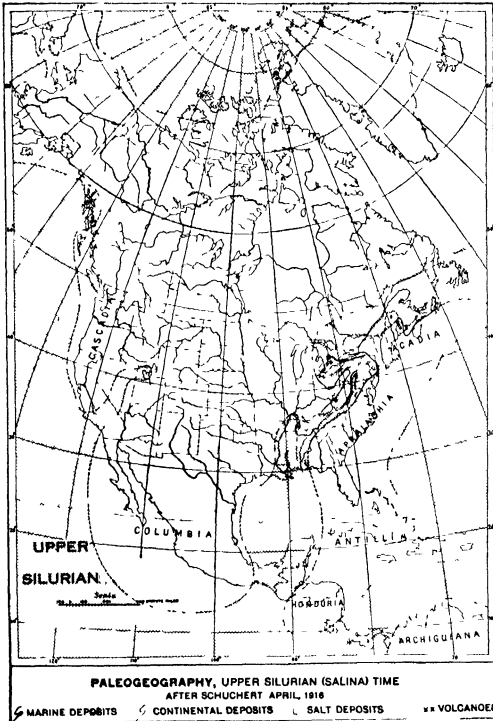 CASCADIA
ACADIA
APPALACHIA
COLUMBIA
ANTILLIA
UPPER
SILURIAN
Scale
HONDURIA
ARCHIGUIANA
PALEOGEOGRAPHY, UPPER SILURIAN (SALINA) TIME
AFTER SCHUCHERT APRIL, 1916
MARINE DEPOSITS CONTINENTAL DEPOSITS SALT DEPOSITS VOLCANOES